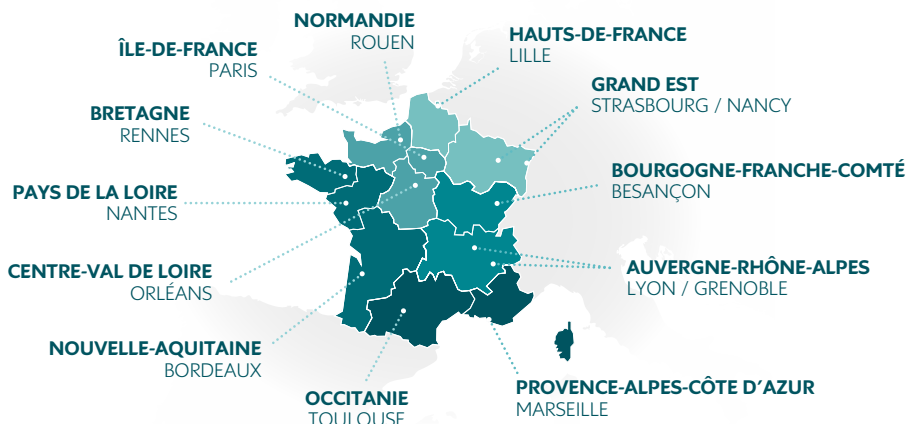 NORMANDIE
ROUEN
HAUTS-DE-FRANCE
LILLE
ÎLE-DE-FRANCE
PARIS
GRAND EST
STRASBOURG / NANCY
BRETAGNE
RENNES
BOURGOGNE-FRANCHE-COMTÉ
BESANÇON
PAYS DE LA LOIRE
NANTES
CENTRE-VAL DE LOIRE
ORLÉANS
AUVERGNE-RHÔNE-ALPES
LYON / GRENOBLE
NOUVELLE-AQUITAINE
BORDEAUX
OCCITANIE
TOULOUSE
PROVENCE-ALPES-CÔTE D'AZUR
MARSEILLE